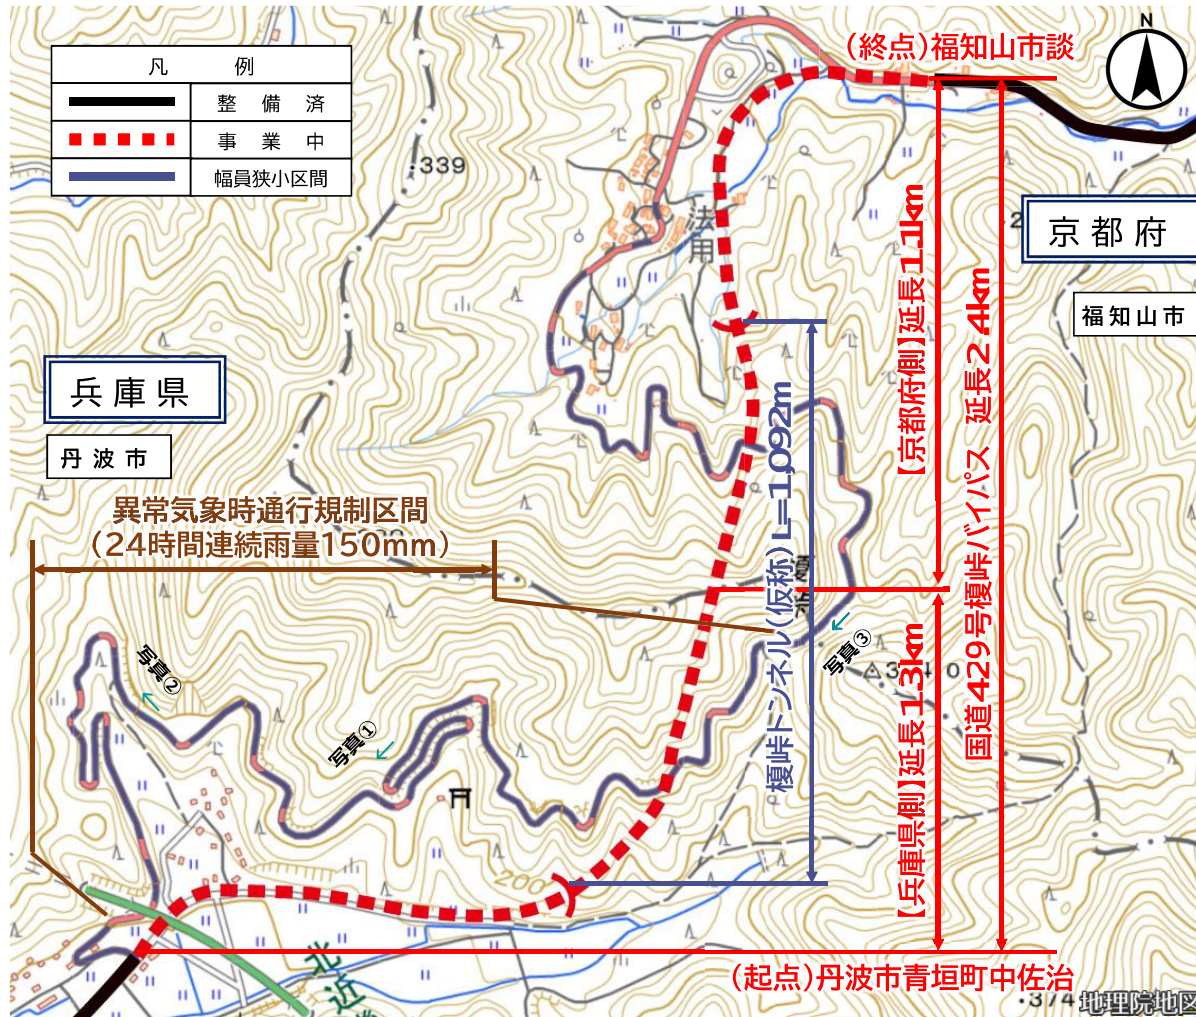 N
(終点)福知山市談
凡 例
整 備 済
事 業 中
幅員狭小区間
339
法用
京都府
福知山市
兵庫県
丹波市
【京都府側】延長1.1km
国道429号榎峠バイパス 延長2.4km
榎峠トンネル(仮称) L=1,092m
異常気象時通行規制区間
(24時間連続雨量150mm)
【兵庫県側】延長1.3km
写真②
写真①
写真③
200
北近
(起点)丹波市青垣町中佐治
374
地理院地図